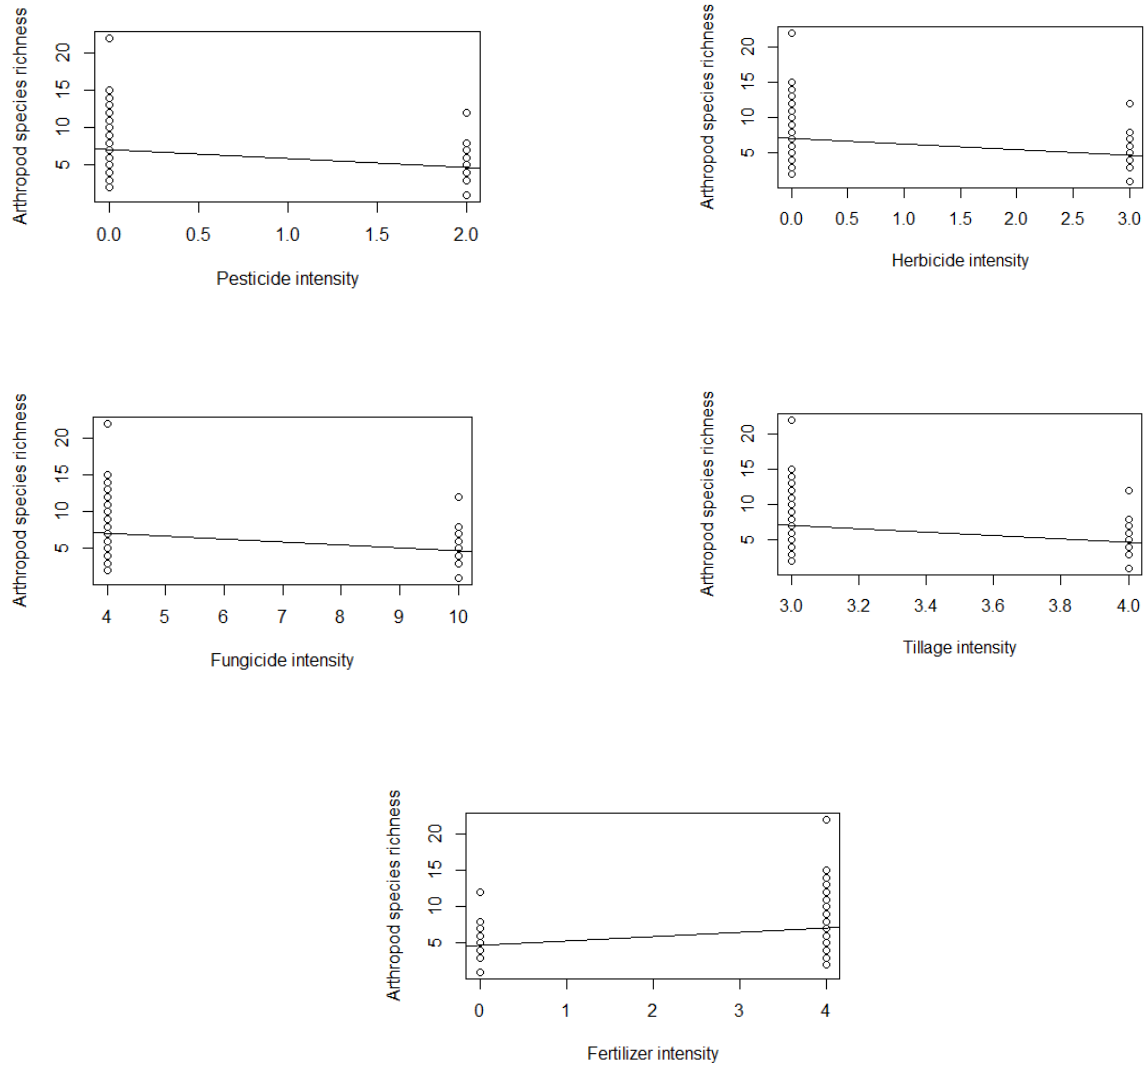 Arthropod species richness
5 10 15 20
0.0 0.5 1.0 1.5 2.0
Pesticide intensity
Arthropod species richness
5 10 15 20
0.0 0.5 1.0 1.5 2.0 2.5 3.0
Herbicide intensity
Arthropod species richness
5 10 15 20
4 5 6 7 8 9 10
Fungicide intensity
Arthropod species richness
5 10 15 20
3.0 3.2 3.4 3.6 3.8 4.0
Tillage intensity
Arthropod species richness
5 10 15 20
0 1 2 3 4
Fertilizer intensity